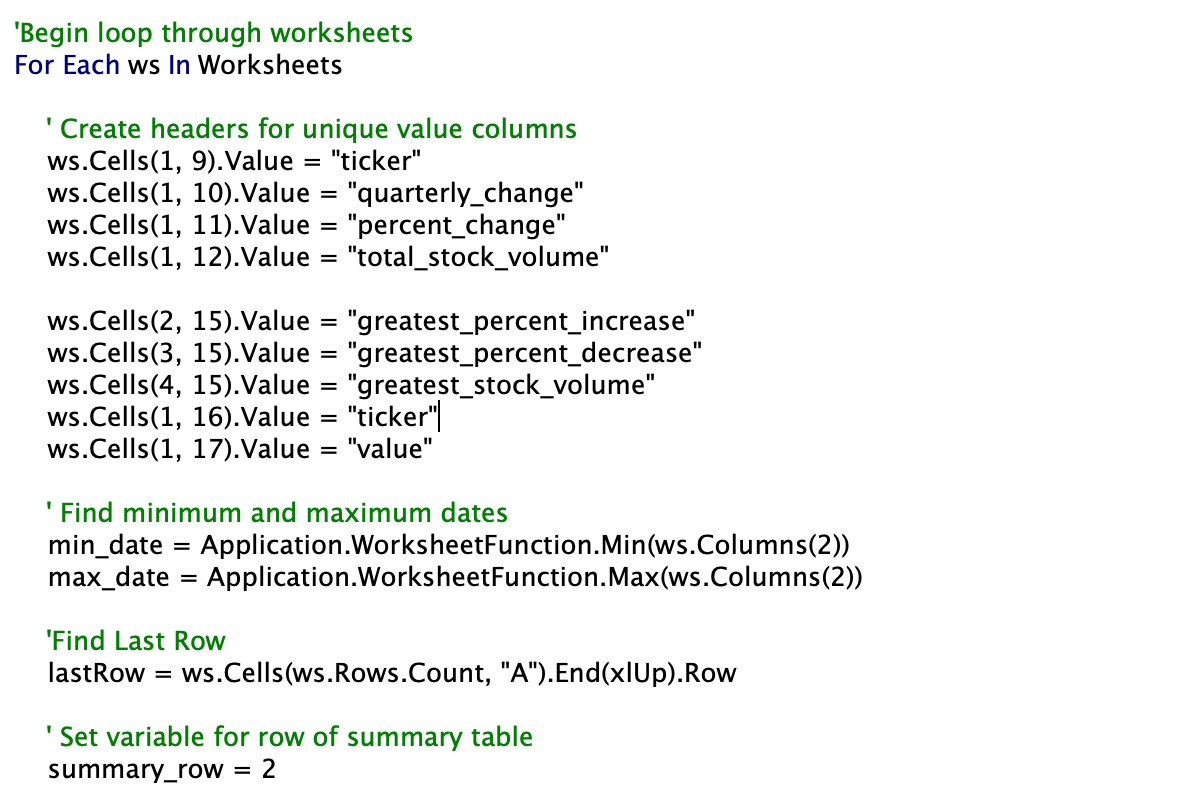 'Begin loop through worksheets
For Each ws In Worksheets
' Create headers for unique value columns
ws.Cells(1, 9).Value = "ticker"
ws.Cells(1, 10).Value = "quarterly_change"
ws.Cells(1, 11).Value = "percent_change"
ws.Cells(1, 12).Value = "total_stock_volume"
ws.Cells(2, 15).Value = "greatest_percent_increase"
ws.Cells(3, 15).Value = "greatest_percent_decrease"
ws.Cells(4, 15).Value = "greatest_stock_volume"
ws.Cells(1, 16).Value = "ticker"
ws.Cells(1, 17).Value = "value"
' Find minimum and maximum dates
min_date = Application.WorksheetFunction.Min(ws.Columns(2))
max_date = Application.WorksheetFunction.Max(ws.Columns(2))
'Find Last Row
lastRow = ws.Cells(ws.Rows.Count, "A").End(xlUp).Row
' Set variable for row of summary table
summary_row = 2